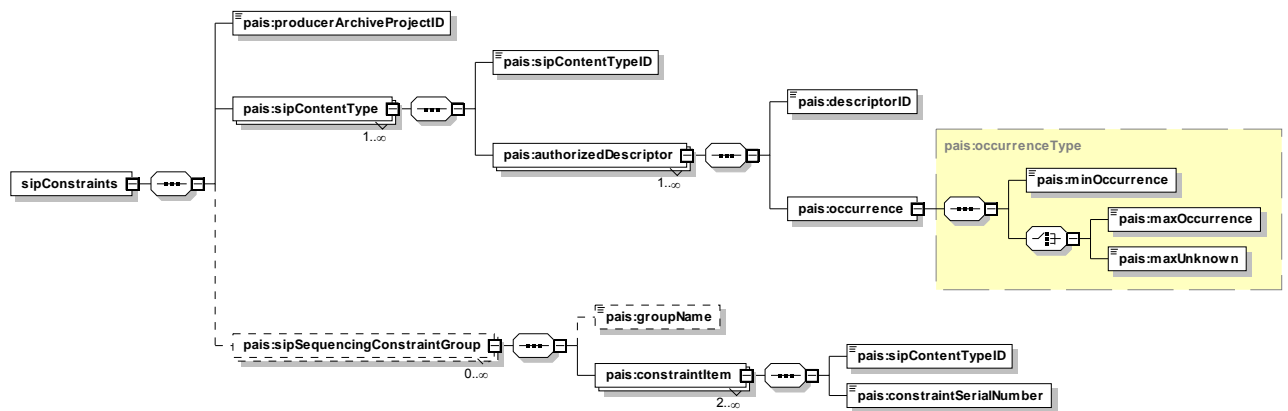 pais:producerArchiveProjectID
pais:sipContentTypeID
pais:descriptorID
pais:sipContentType
1..∞
pais:occurrenceType
pais:authorizedDescriptor
1..∞
pais:minOccurrence
sipConstraints
pais:occurrence
pais:maxOccurrence
pais:maxUnknown
pais:groupName
pais:sipSequencingConstraintGroup
0..∞
pais:sipContentTypeID
pais:constraintItem
2..∞
pais:constraintSerialNumber